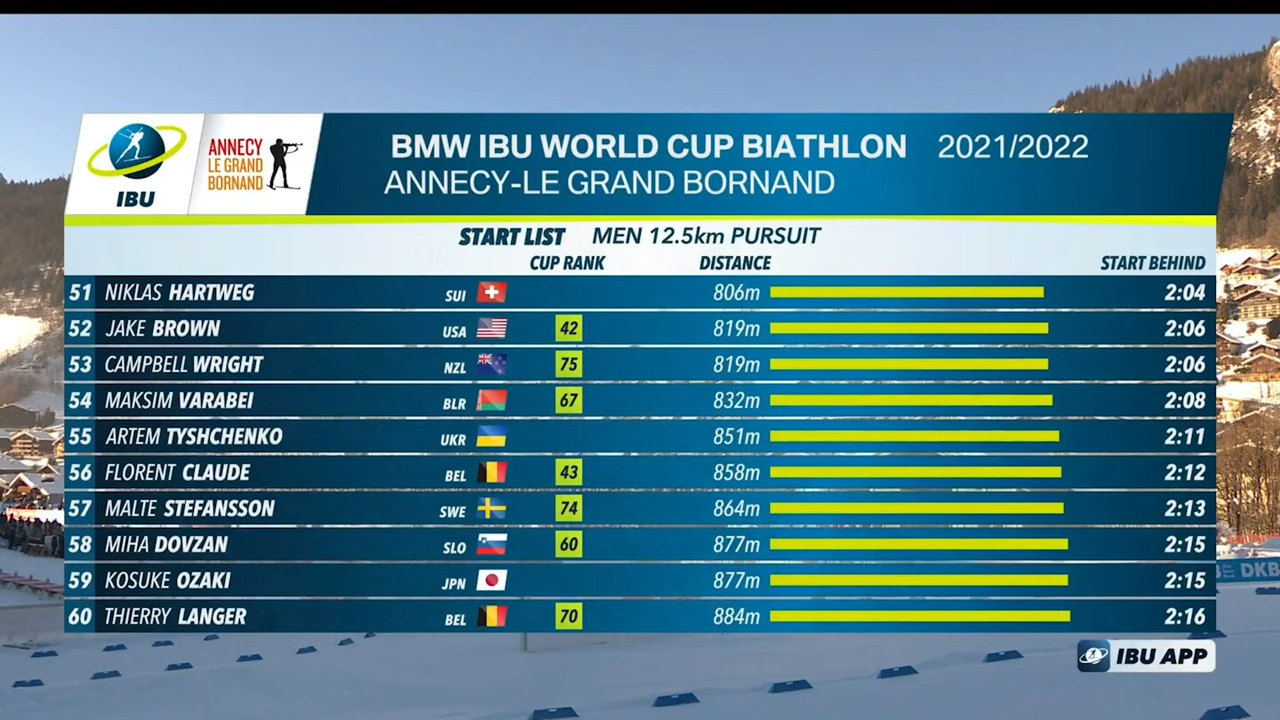 BMW IBU WORLD CUP BIATHLON 2021/2022
ANNECY-LE GRAND BORNAND
IBU
ANNECY
LE GRAND
BORNAND
START LIST MEN 12.5km PURSUIT
CUP RANK DISTANCE START BEHIND
51 NIKLAS HARTWEG SUI 806m 2:04
52 JAKE BROWN USA 42 819m 2:06
53 CAMPBELL WRIGHT NZL 75 819m 2:06
54 MAKSIM VARABEI BLR 67 832m 2:08
55 ARTEM TYSHCHENKO UKR 851m 2:11
56 FLORENT CLAUDE BEL 43 858m 2:12
57 MALTE STEFANSSON SWE 74 864m 2:13
58 MIHA DOVZAN SLO 60 877m 2:15
59 KOSUKE OZAKI JPN 877m 2:15
60 THIERRY LANGER BEL 70 884m 2:16
DKB
IBU APP